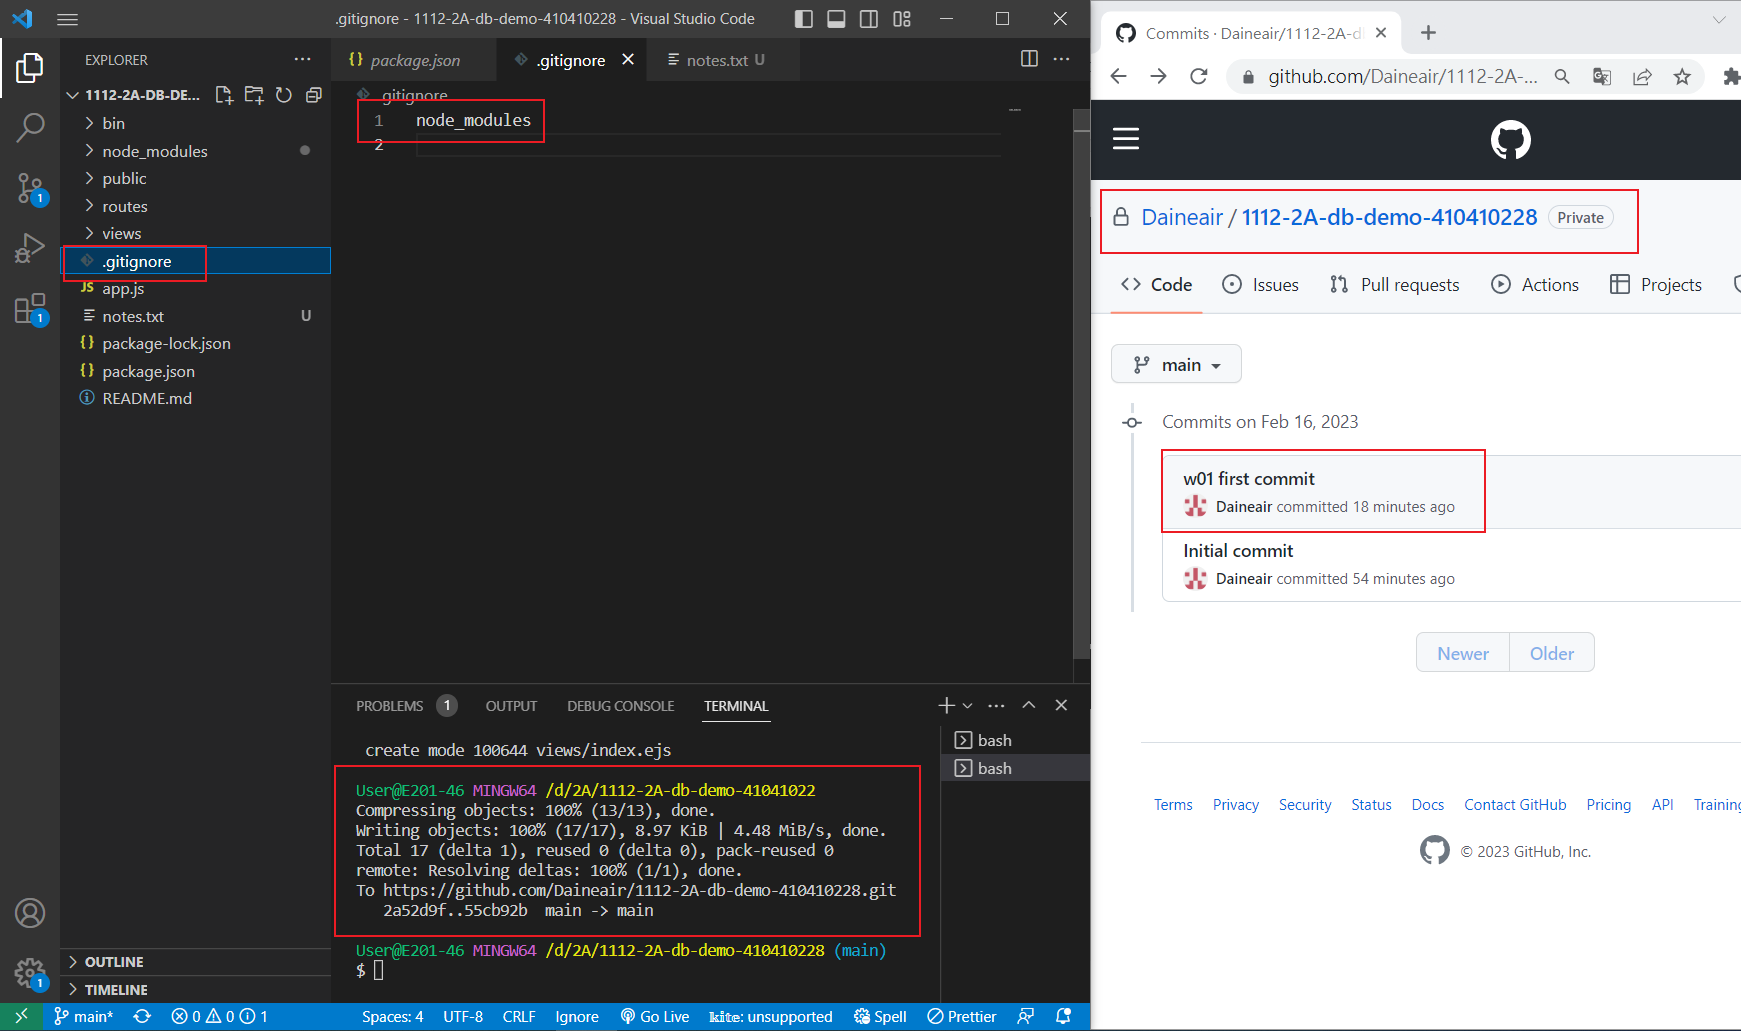 .gitignore - 1112-2A-db-demo-410410228 - Visual Studio Code
EXPLORER
1112-2A-DB-DE...
bin
node_modules
public
routes
views
.gitignore
JS app.js
notes.txt U
{} package-lock.json
{} package.json
README.md
OUTLINE
TIMELINE
1
1
1
{} package.json
.gitignore
notes.txt U
.gitignore
1 node_modules
2
PROBLEMS 1 OUTPUT DEBUG CONSOLE TERMINAL
create mode 100644 views/index.ejs
User@E201-46 MINGW64 /d/2A/1112-2A-db-demo-41041022
Compressing objects: 100% (13/13), done.
Writing objects: 100% (17/17), 8.97 KiB | 4.48 MiB/s, done.
Total 17 (delta 1), reused 0 (delta 0), pack-reused 0
remote: Resolving deltas: 100% (1/1), done.
To https://github.com/Daineair/1112-2A-db-demo-410410228.git
2a52d9f..55cb92b main -> main
User@E201-46 MINGW64 /d/2A/1112-2A-db-demo-410410228 (main)
$
bash
bash
main* 0 0 1 Spaces: 4 UTF-8 CRLF Ignore Go Live kite: unsupported Spell Prettier
Commits · Daineair/1112-2A-d
github.com/Daineair/1112-2A-...
Daineair / 1112-2A-db-demo-410410228 Private
Code Issues Pull requests Actions Projects
main
Commits on Feb 16, 2023
w01 first commit
Daineair committed 18 minutes ago
Initial commit
Daineair committed 54 minutes ago
Newer Older
Terms Privacy Security Status Docs Contact GitHub Pricing API Training
© 2023 GitHub, Inc.